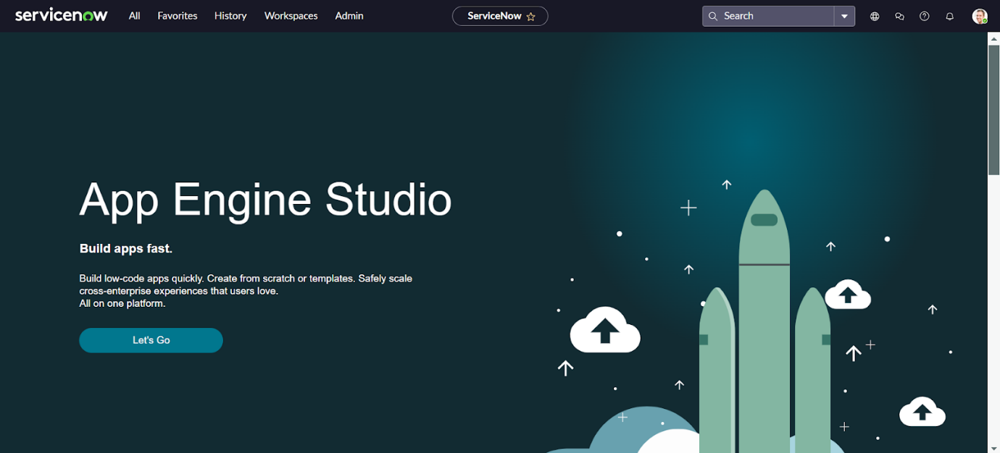 servicenow All Favorites History Workspaces Admin ServiceNow Search
App Engine Studio
Build apps fast.
Build low-code apps quickly. Create from scratch or templates. Safely scale
cross-enterprise experiences that users love.
All on one platform.
Let's Go